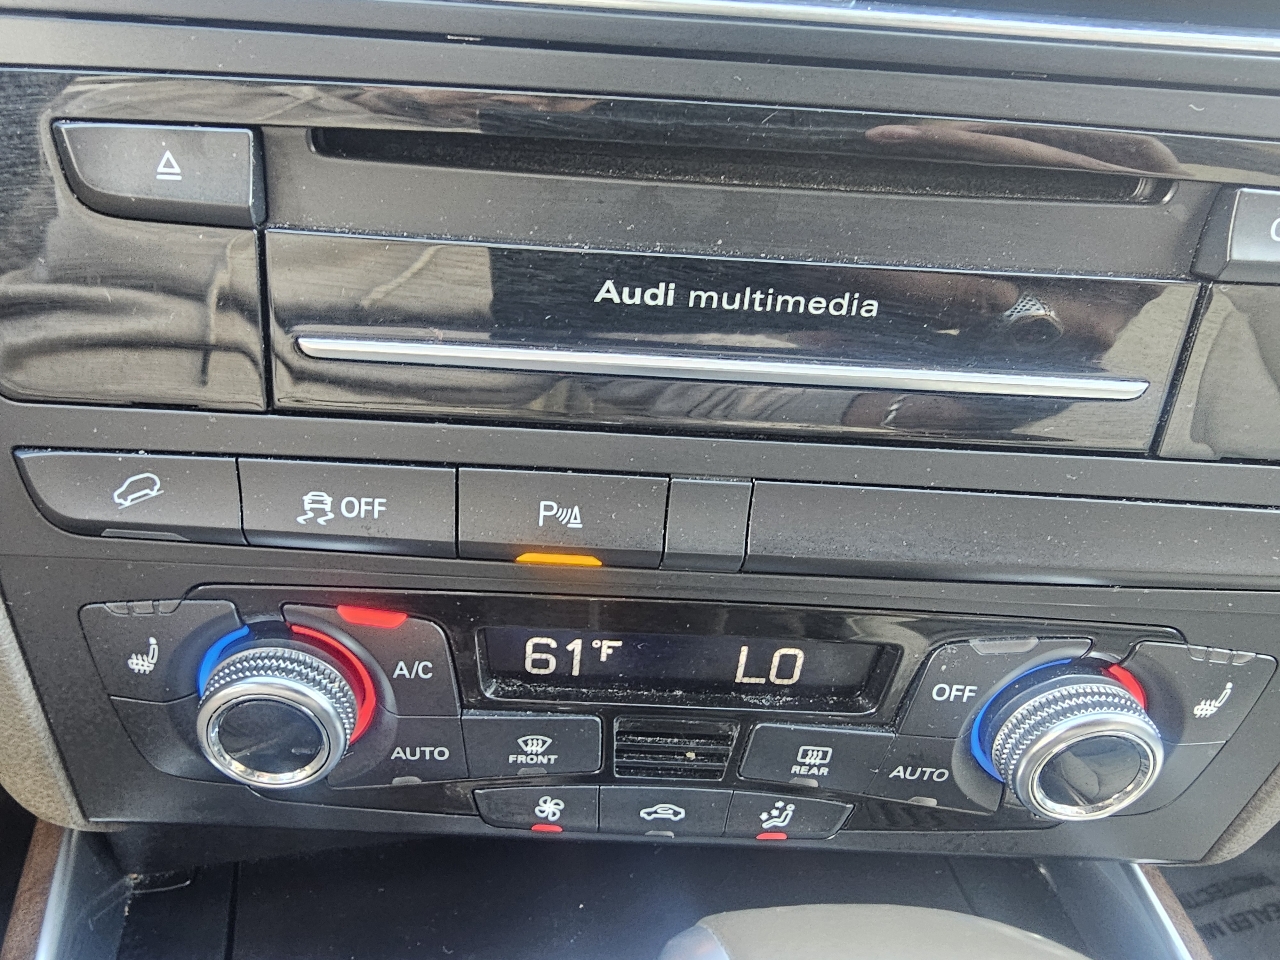 Audi multimedia
OFF
P
61°F
LO
A/C
OFF
AUTO
FRONT
REAR
AUTO